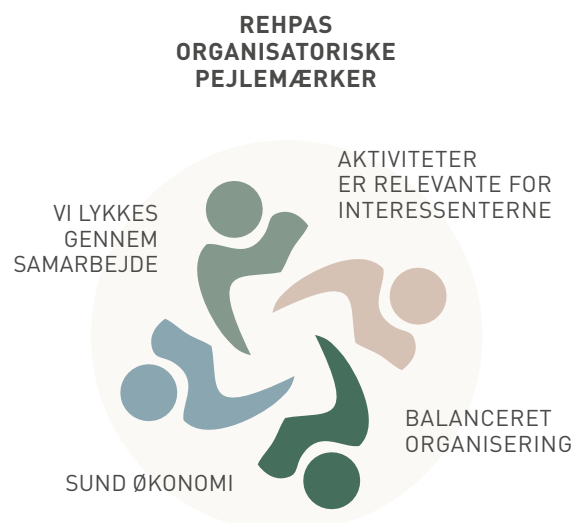 REHPAS
ORGANISATORISKE
PEJLEMÆRKER
AKTIVITETER
ER RELEVANTE FOR
INTERESSENTERNE
VI LYKKES
GENNEM
SAMARBEJDE
BALANCERET
ORGANISERING
SUND ØKONOMI